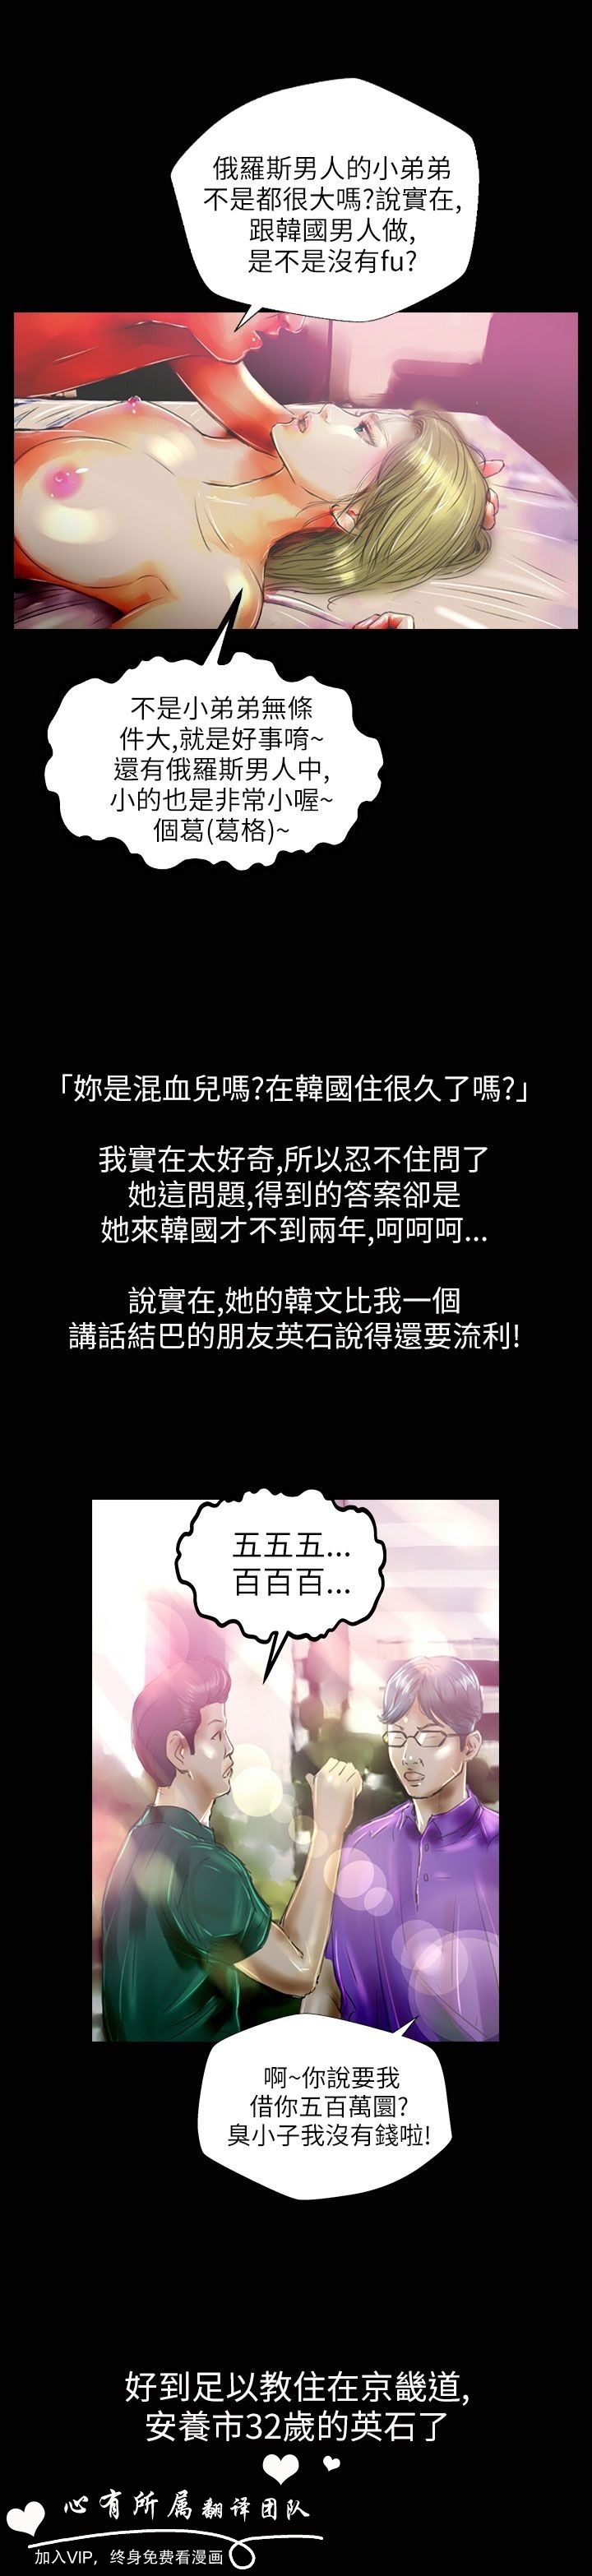 俄羅斯男人的小弟弟
不是都很大嗎?說實在,
跟韓國男人做,
是不是沒有fu?
不是小弟弟無條
件大,就是好事唷~
還有俄羅斯男人中,
小的也是非常小喔~
個葛(葛格)~
「妳是混血兒嗎?在韓國住很久了嗎?」
我實在太好奇,所以忍不住問了
她這問題,得到的答案卻是
她來韓國才不到兩年,呵呵呵...
說實在,她的韓文比我一個
講話結巴的朋友英石說得還要流利!
五五五...
百百百...
啊~你說要我
借你五百萬圜?
臭小子我沒有錢啦!
好到足以教住在京畿道,
安養市32歲的英石了
心有所属翻译团队
加入VIP，终身免费看漫画